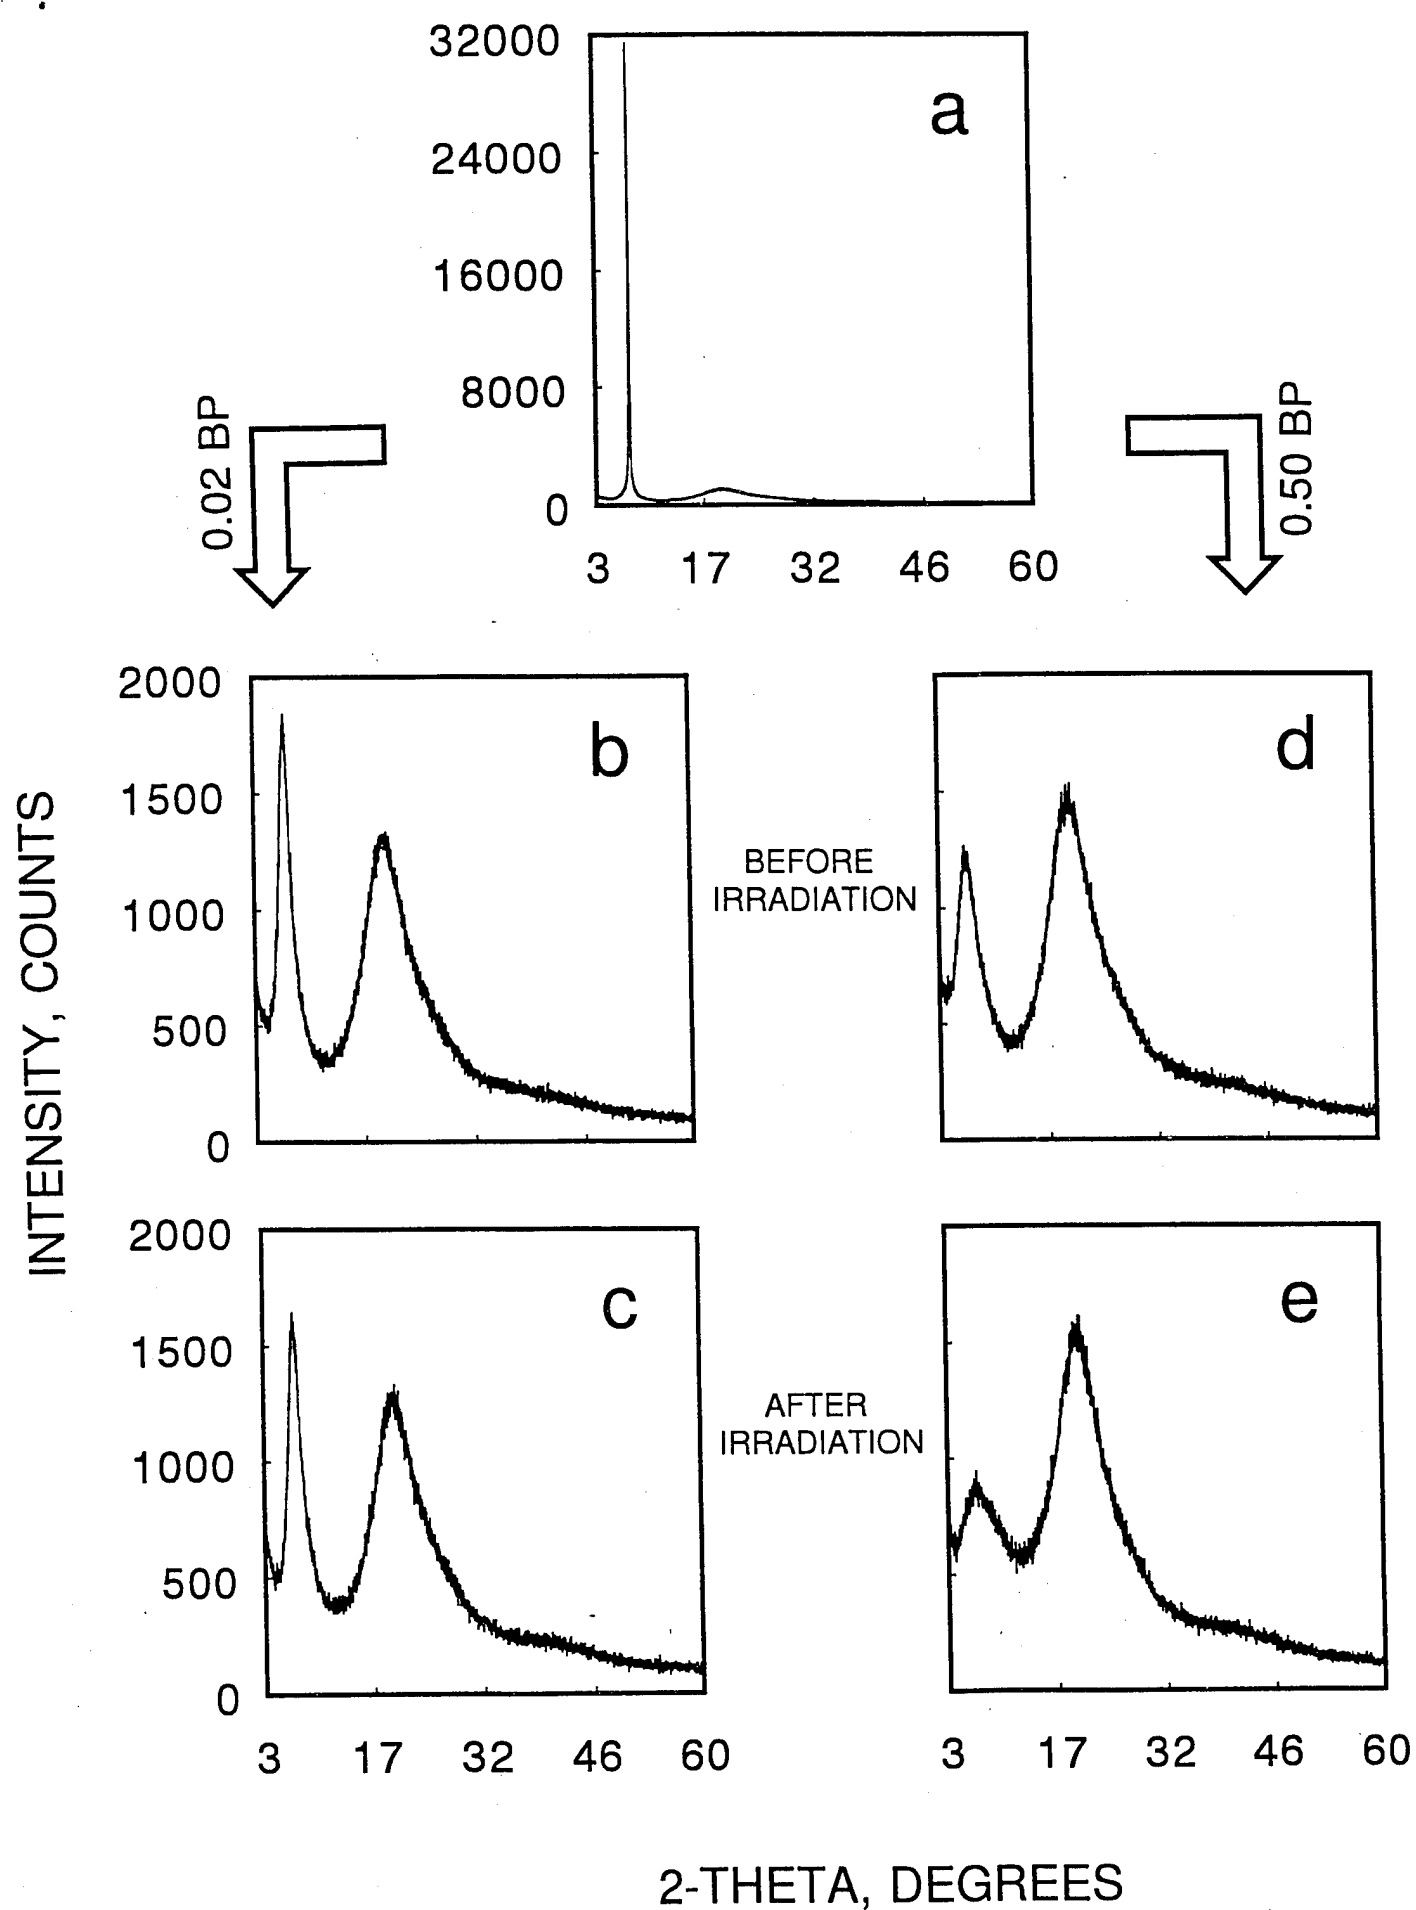 32000
24000
16000
8000
0
a
3 17 32 46 60
0.02 BP
0.50 BP
2000
1500
1000
500
0
b
BEFORE
IRRADIATION
d
INTENSITY, COUNTS
2000
1500
1000
500
0
c
AFTER
IRRADIATION
e
3 17 32 46 60
3 17 32 46 60
2-THETA, DEGREES